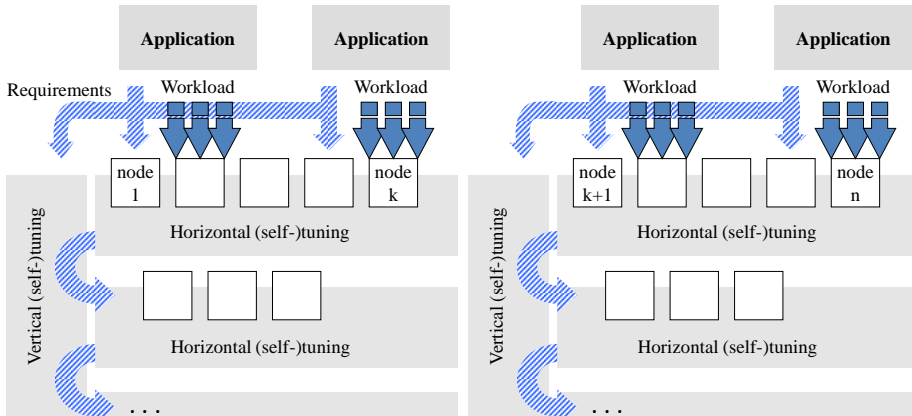 Application
Application
Application
Application
Requirements
Workload
Workload
Workload
Workload
node
1
node
k
node
k+1
node
n
Horizontal (self-)tuning
Horizontal (self-)tuning
Vertical (self-)tuning
Vertical (self-)tuning
Horizontal (self-)tuning
Horizontal (self-)tuning
. . .
. . .